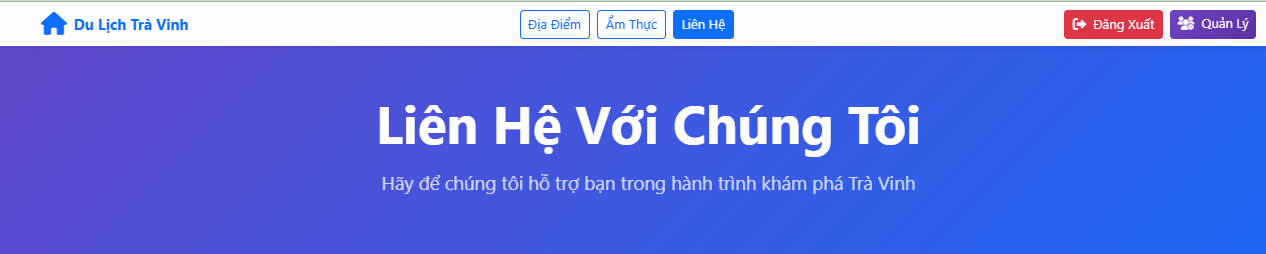 Du Lịch Trà Vinh Địa Điểm Ẩm Thực Liên Hệ Đăng Xuất Quản Lý
Liên Hệ Với Chúng Tôi
Hãy để chúng tôi hỗ trợ bạn trong hành trình khám phá Trà Vinh